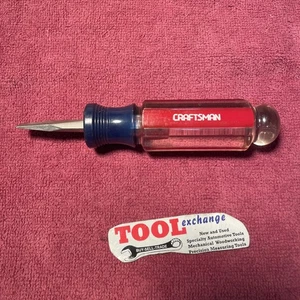 CRAFTSMAN
TOOL exchange
BUY-SELL-TRADE
New and Used
Specialty Automotive Tools
Mechanical Woodworking
Precision Measuring Tools